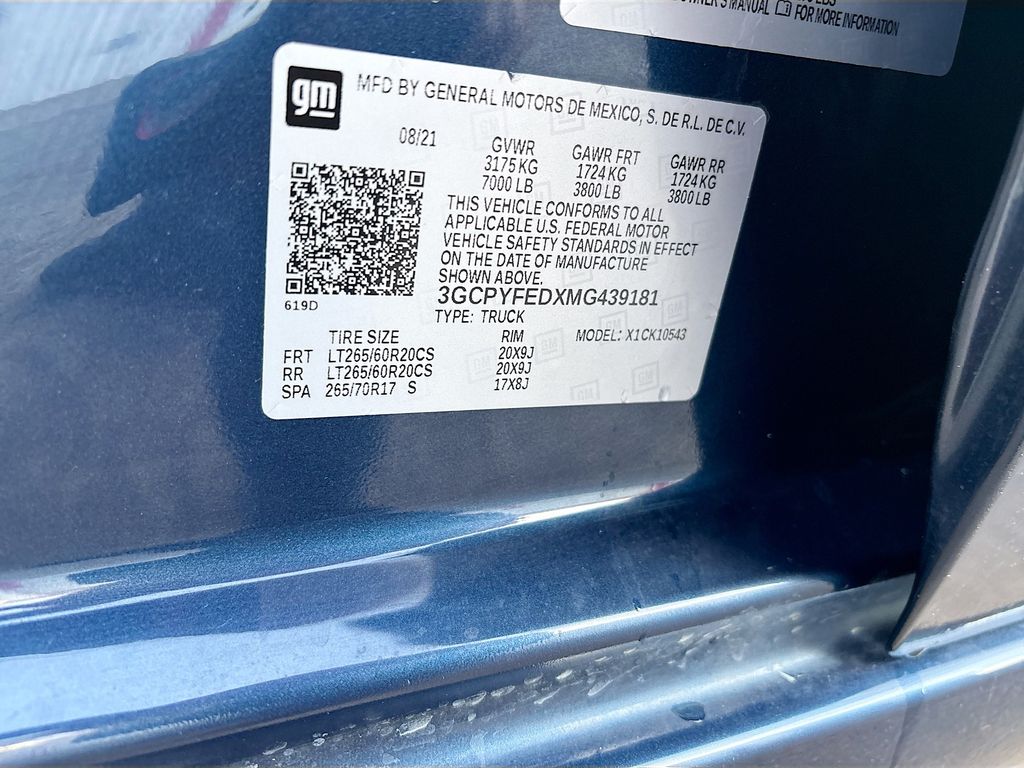 OWNER'S MANUAL FOR MORE INFORMATION
gm
MFD BY GENERAL MOTORS DE MEXICO, S. DE R.L. DE C.V.
08/21 GVWR GAWR FRT GAWR RR
3175 KG 1724 KG 1724 KG
7000 LB 3800 LB 3800 LB
THIS VEHICLE CONFORMS TO ALL
APPLICABLE U.S. FEDERAL MOTOR
VEHICLE SAFETY STANDARDS IN EFFECT
ON THE DATE OF MANUFACTURE
SHOWN ABOVE.
619D
3GCPYFEDXMG439181
TYPE: TRUCK
TIRE SIZE RIM MODEL: X1CK10543
FRT LT265/60R20CS 20X9J
RR LT265/60R20CS 20X9J
SPA 265/70R17 S 17X8J